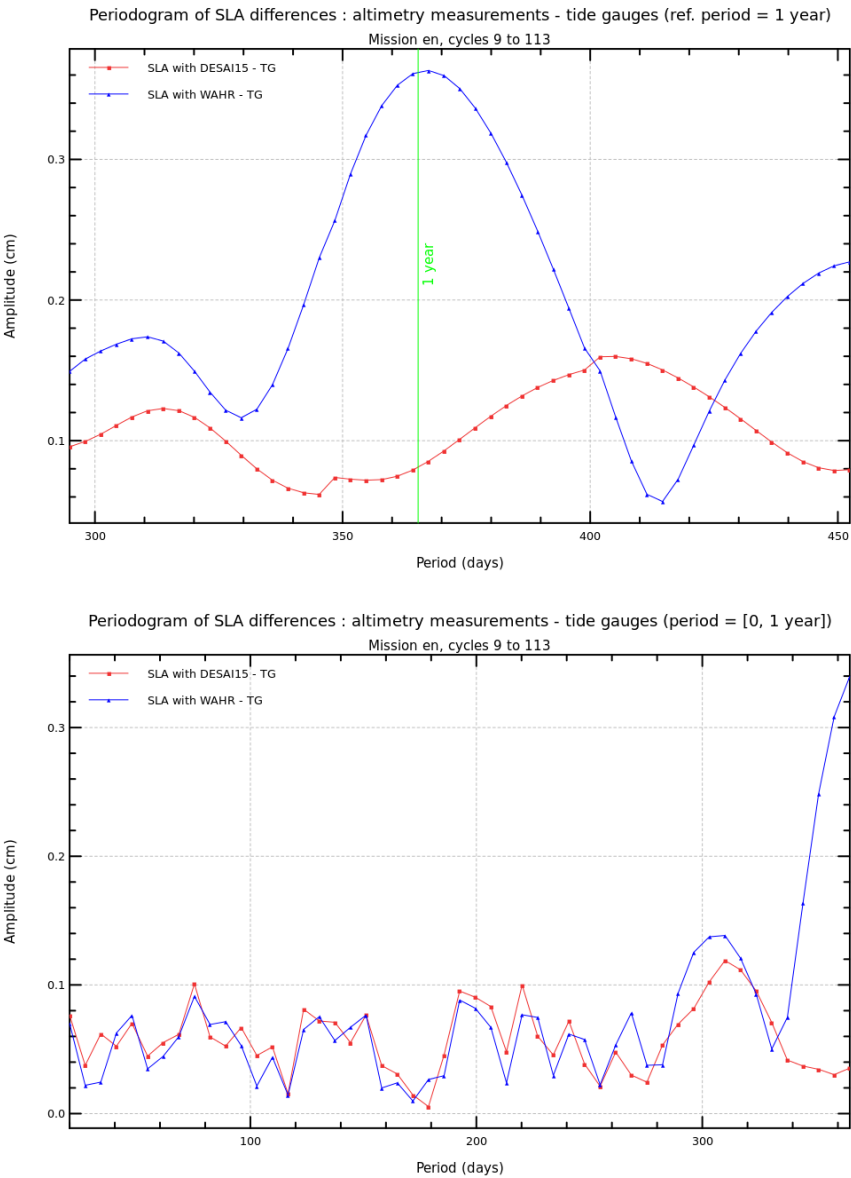 Periodogram of SLA differences : altimetry measurements - tide gauges (ref. period = 1 year)
Mission en, cycles 9 to 113
SLA with DESAI15 - TG
SLA with WAHR - TG
0.3
0.2
0.1
Amplitude (cm)
1 year
300
350
400
450
Period (days)
Periodogram of SLA differences : altimetry measurements - tide gauges (period = [0, 1 year])
Mission en, cycles 9 to 113
SLA with DESAI15 - TG
SLA with WAHR - TG
0.3
0.2
0.1
0.0
Amplitude (cm)
100
200
300
Period (days)